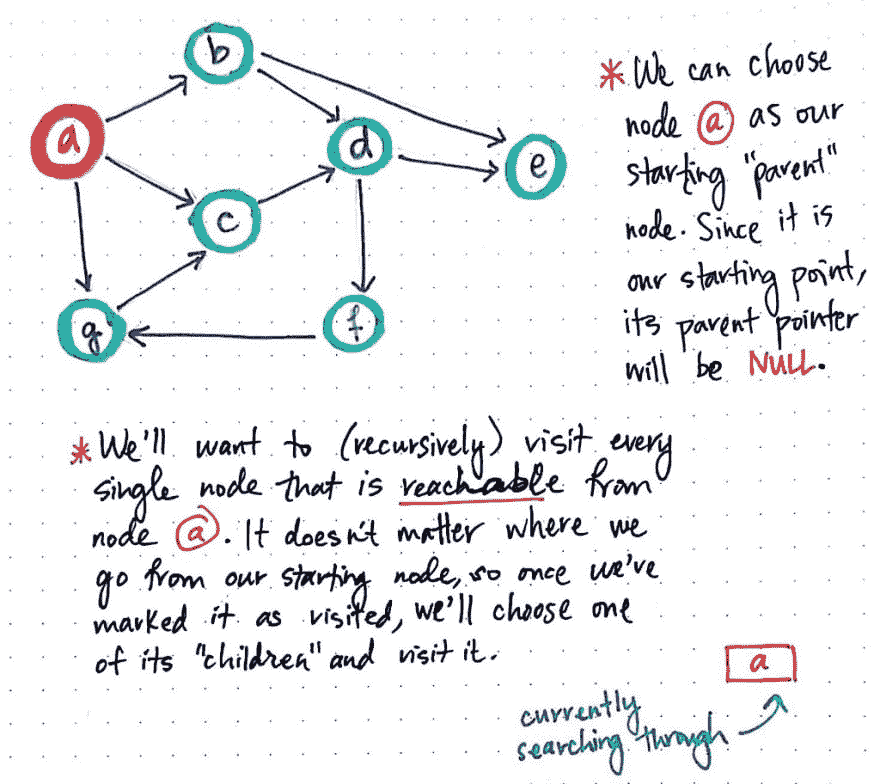 b
a
d
e
c
g
f
* We can choose
node ⓐ as our
starting "parent"
node. Since it is
our starting point,
its parent pointer
will be NULL.
* We'll want to (recursively) visit every
single node that is reachable from
node ⓐ. It doesn't matter where we
go from our starting node, so once we've
marked it as visited, we'll choose one
of its "children" and visit it.
a
currently
searching through